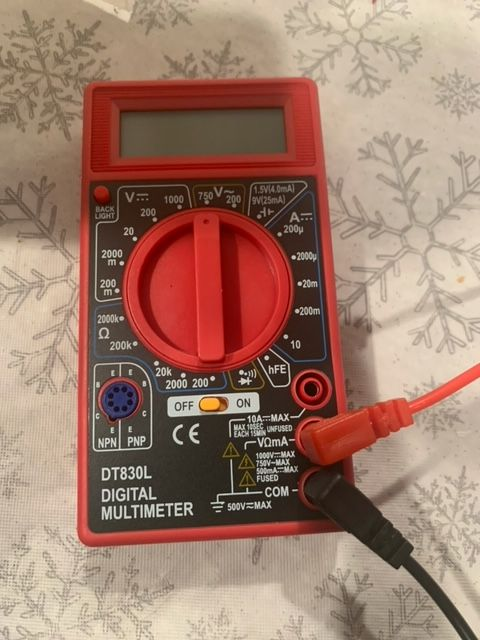 V⎓ 1000 750 V~ 200 1.5V(4.0mA)
9V(25mA)
200 A⎓
BACK
LIGHT
20 200µ
2000
m 2000µ
200
m 20m
2000k 200m
Ω
200k 10
20k 2000 200 hFE
OFF ON
E E
B B
C C
E E
NPN PNP
CE
10A⎓MAX
MAX 10SEC UNFUSED
EACH 15MIN
VΩmA
1000V⎓MAX
750V~MAX
500mA⎓MAX
FUSED
COM
500V≂MAX
DT830L
DIGITAL
MULTIMETER